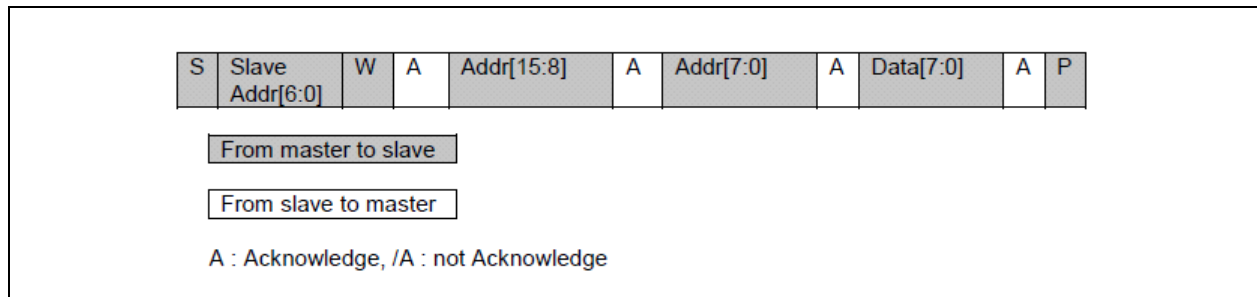 S Slave W A Addr[15:8] A Addr[7:0] A Data[7:0] A P
Addr[6:0]
From master to slave
From slave to master
A : Acknowledge, /A : not Acknowledge